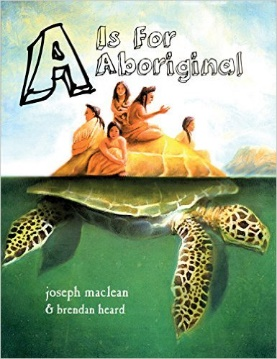 A Is For
Aboriginal
joseph maclean
& brendan heard